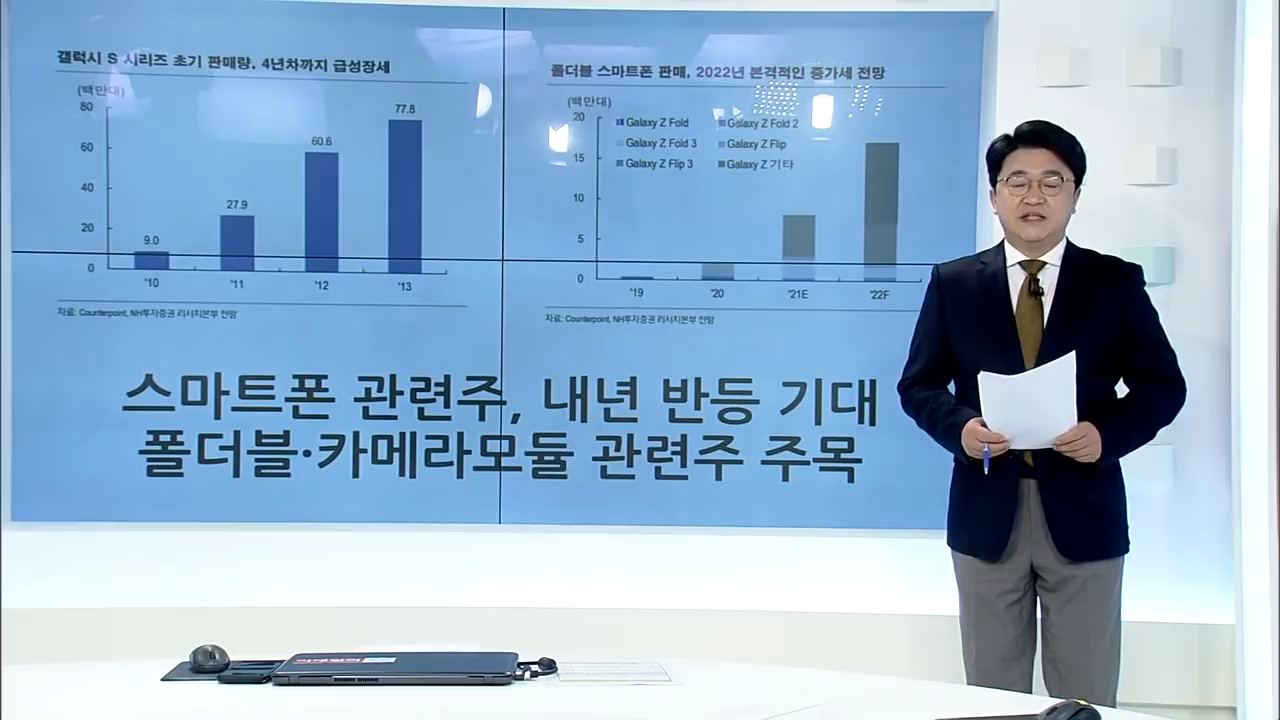 갤럭시 S 시리즈 초기 판매량, 4년차까지 급성장세
(백만대)
80
60
40
20
0
9.0
27.9
60.6
77.8
'10
'11
'12
'13
자료: Counterpoint, NH투자증권 리서치본부 전망
폴더블 스마트폰 판매, 2022년 본격적인 증가세 전망
(백만대)
20
15
10
5
0
Galaxy Z Fold
Galaxy Z Fold 2
Galaxy Z Fold 3
Galaxy Z Flip
Galaxy Z Flip 3
Galaxy Z 기타
'19
'20
'21E
'22F
자료: Counterpoint, NH투자증권 리서치본부 전망
스마트폰 관련주, 내년 반등 기대
폴더블·카메라모듈 관련주 주목